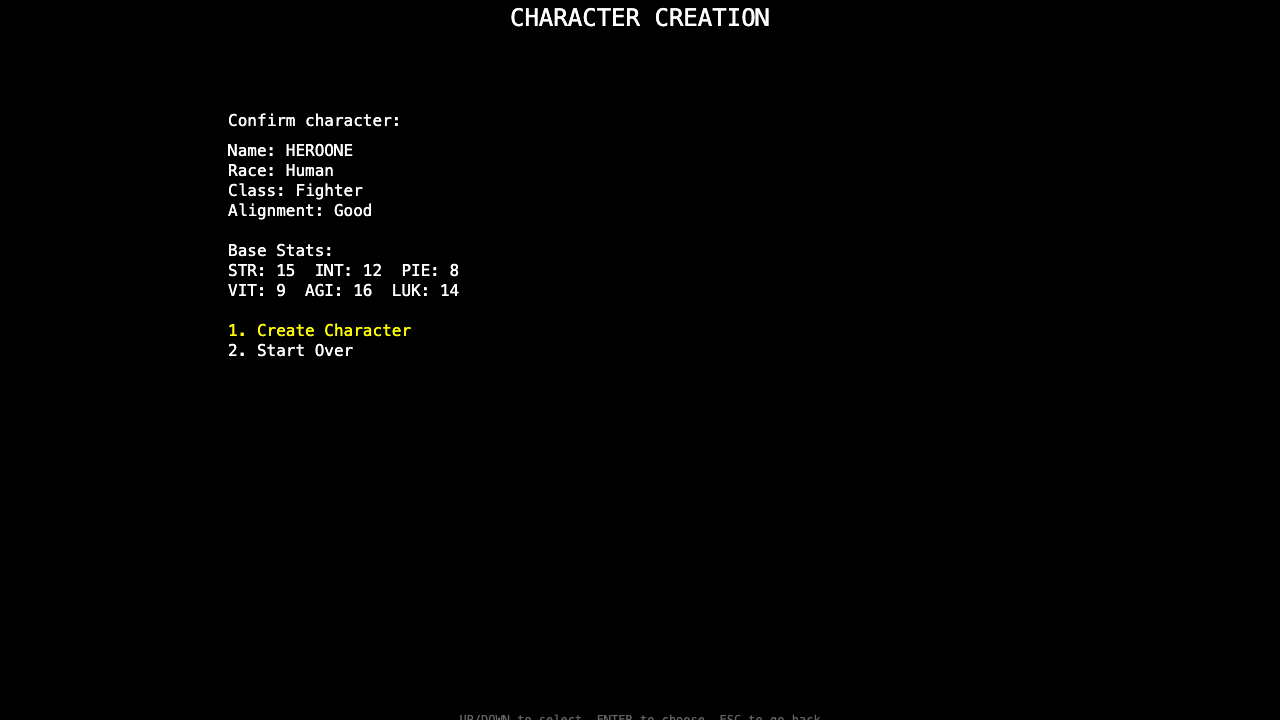 CHARACTER CREATION
Confirm character:
Name: HEROONE
Race: Human
Class: Fighter
Alignment: Good
Base Stats:
STR: 15  INT: 12  PIE: 8
VIT: 9  AGI: 16  LUK: 14
1. Create Character
2. Start Over
UP/DOWN to select, ENTER to choose, ESC to go back